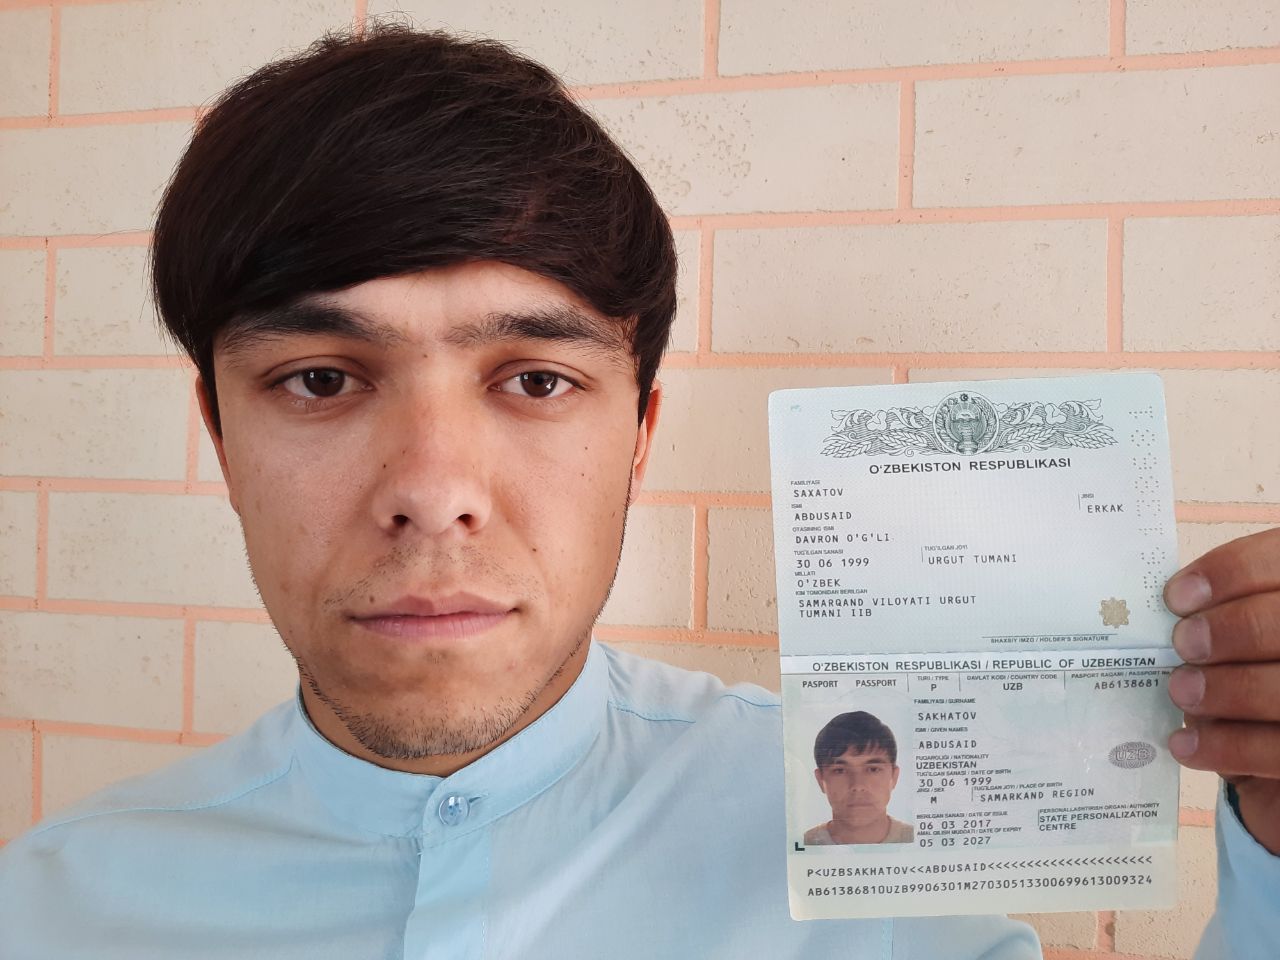 O'ZBEKISTON RESPUBLIKASI
FAMILIYASI
SAXATOV
JINSI
ERKAK
ISMI
ABDUSAID
OTASINING ISMI
DAVRON O'G'LI
TUG'ILGAN SANASI
30 06 1999
TUG'ILGAN JOYI
URGUT TUMANI
MILLATI
O'ZBEK
KIM TOMONIDAN BERILGAN
SAMARQAND VILOYATI URGUT
TUMANI IIB
SHAXSIY IMZO / HOLDER'S SIGNATURE
O'ZBEKISTON RESPUBLIKASI / REPUBLIC OF UZBEKISTAN
PASPORT PASSPORT
TURI / TYPE
P
DAVLAT KODI / COUNTRY CODE
UZB
PASPORT RAQAMI / PASSPORT No
AB6138681
FAMILIYASI / SURNAME
SAKHATOV
ISMI / GIVEN NAMES
ABDUSAID
FUQAROLIGI / NATIONALITY
UZBEKISTAN
TUG'ILGAN SANASI / DATE OF BIRTH
30 06 1999
JINSI / SEX
M
TUG'ILGAN JOYI / PLACE OF BIRTH
SAMARKAND REGION
BERILGAN SANASI / DATE OF ISSUE
06 03 2017
PERSONALLASHTIRISH ORGANI / AUTHORITY
STATE PERSONALIZATION
CENTRE
AMAL QILISH MUDDATI / DATE OF EXPIRY
05 03 2027
UZB
P<UZBSAKHATOV<<ABDUSAID<<<<<<<<<<<<<<<<<<<<<
AB61386810UZB9906301M27030513300699613009324